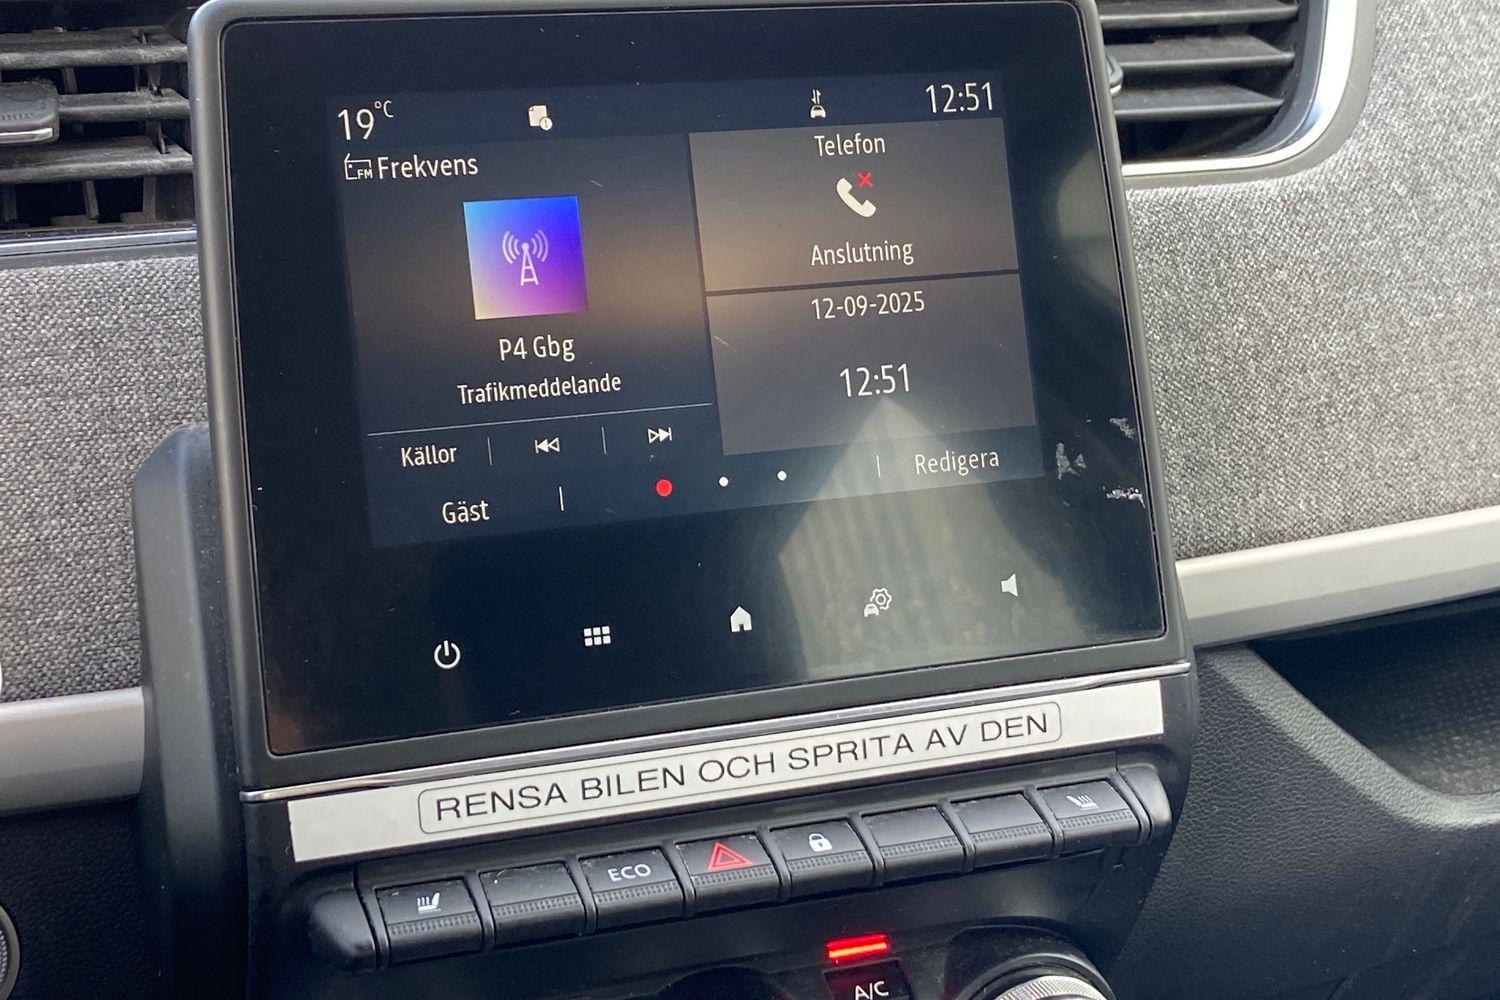 19°C
12:51
FM Frekvens
P4 Gbg
Trafikmeddelande
Källor
Telefon
Anslutning
12-09-2025
12:51
Gäst
Redigera
RENSA BILEN OCH SPRITA AV DEN
ECO
A/C